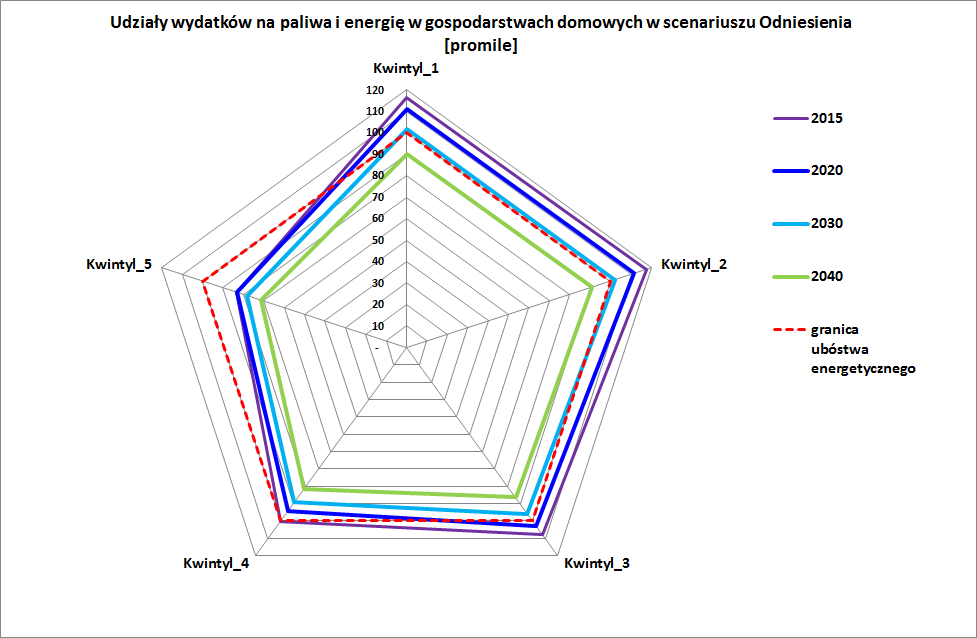 Udziały wydatków na paliwa i energię w gospodarstwach domowych w scenariuszu Odniesienia
[promile]
Kwintyl_1
120
110
100
90
80
70
60
50
40
30
20
10
-
Kwintyl_2
Kwintyl_3
Kwintyl_4
Kwintyl_5
2015
2020
2030
2040
granica
ubóstwa
energetycznego